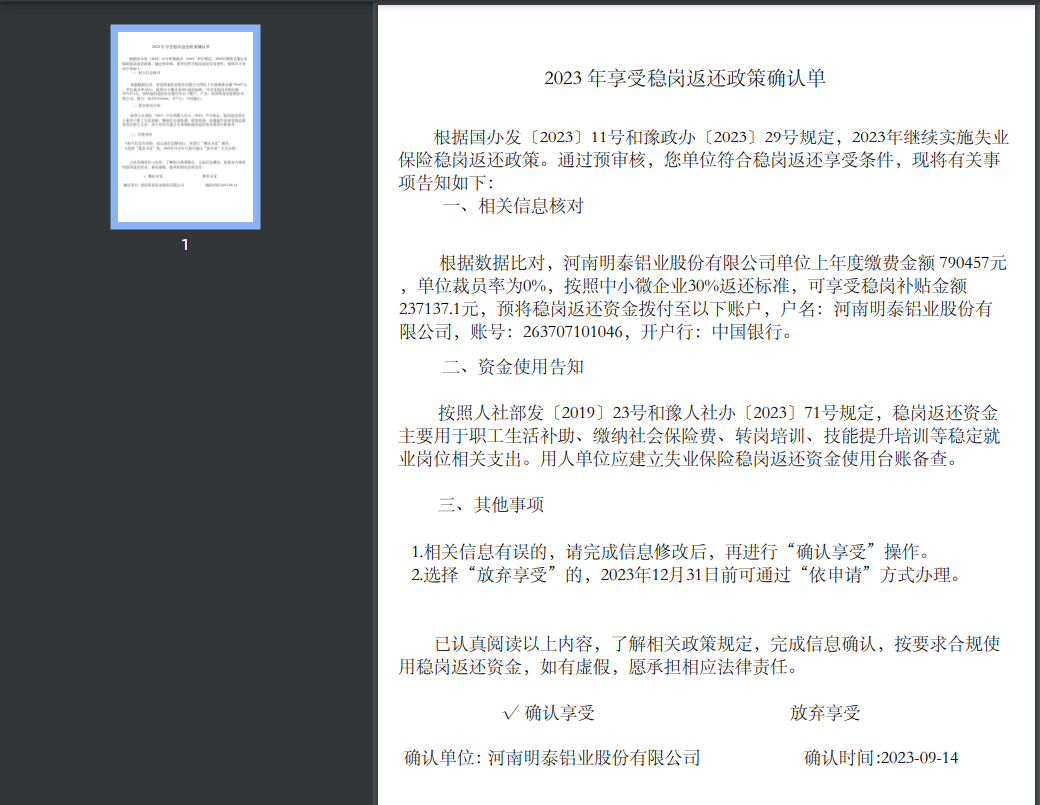 2023 年享受稳岗返还政策确认单
根据国办发〔2023〕11号和豫政办〔2023〕29号规定，2023年继续实施失业
保险稳岗返还政策。通过预审核，您单位符合稳岗返还享受条件，现将有关事
项告知如下：
一、相关信息核对
根据数据比对，河南明泰铝业股份有限公司单位上年度缴费金额 790457元
，单位裁员率为0%，按照中小微企业30%返还标准，可享受稳岗补贴金额
237137.1元，预将稳岗返还资金拨付至以下账户，户名：河南明泰铝业股份有
限公司，账号：263707101046，开户行：中国银行。
二、资金使用告知
按照人社部发〔2019〕23号和豫人社办〔2023〕71号规定，稳岗返还资金
主要用于职工生活补助、缴纳社会保险费、转岗培训、技能提升培训等稳定就
业岗位相关支出。用人单位应建立失业保险稳岗返还资金使用台账备查。
三、其他事项
1.相关信息有误的，请完成信息修改后，再进行“确认享受”操作。
2.选择“放弃享受”的，2023年12月31日前可通过“依申请”方式办理。
已认真阅读以上内容，了解相关政策规定，完成信息确认，按要求合规使
用稳岗返还资金，如有虚假，愿承担相应法律责任。
√ 确认享受 放弃享受
确认单位：河南明泰铝业股份有限公司 确认时间:2023-09-14
1